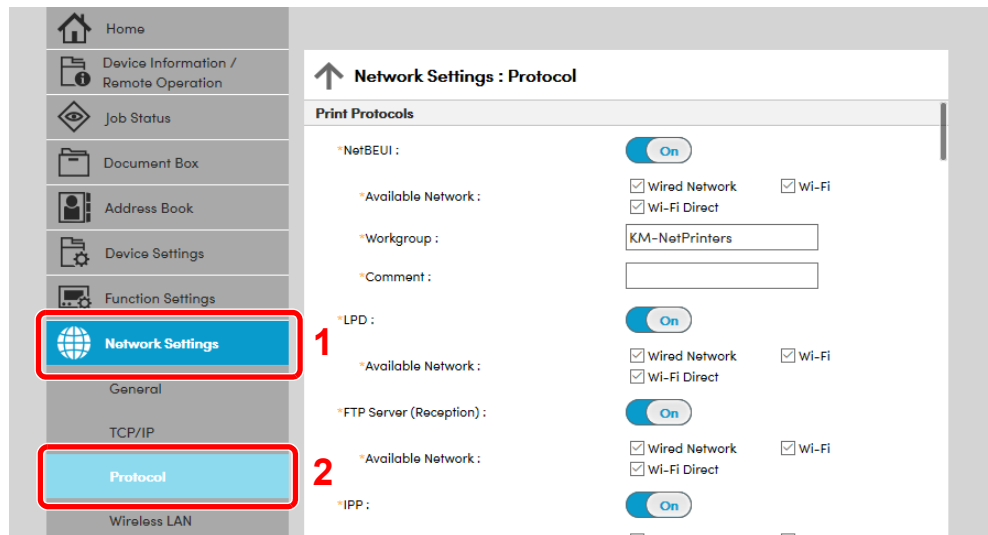 Home
Device Information /
Remote Operation
Job Status
Document Box
Address Book
Device Settings
Function Settings
Network Settings
1
General
TCP/IP
Protocol
2
Wireless LAN
Network Settings : Protocol
Print Protocols
*NetBEUI :
On
*Available Network :
Wired Network
Wi-Fi
Wi-Fi Direct
*Workgroup :
KM-NetPrinters
*Comment :
*LPD :
On
*Available Network :
Wired Network
Wi-Fi
Wi-Fi Direct
*FTP Server (Reception) :
On
*Available Network :
Wired Network
Wi-Fi
Wi-Fi Direct
*IPP :
On